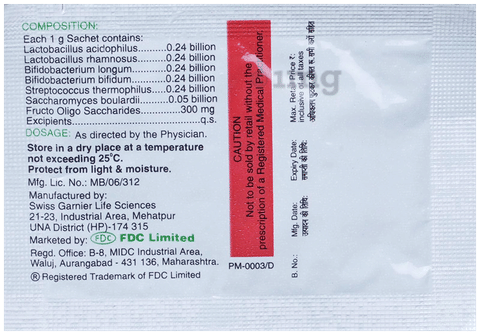 COMPOSITION:
Each 1 g Sachet contains:
Lactobacillus acidophilus..........0.24 billion
Lactobacillus rhamnosus..........0.24 billion
Bifidobacterium longum............0.24 billion
Bifidobacterium bifidum............0.24 billion
Streptococcus thermophilus.....0.24 billion
Saccharomyces boulardii..........0.05 billion
Fructo Oligo Saccharides..............300 mg
Excipients.......................................q.s.
DOSAGE: As directed by the Physician.
Store in a dry place at a temperature
not exceeding 25°C.
Protect from light & moisture.
Mfg. Lic. No.: MB/06/312
Manufactured by:
Swiss Garnier Life Sciences
21-23, Industrial Area, Mehatpur
UNA District (HP)-174 315
Marketed by: FDC FDC Limited
Regd. Office: B-8, MIDC Industrial Area,
Waluj, Aurangabad - 431 136, Maharashtra.
® Registered Trademark of FDC Limited
CAUTION
Not to be sold by retail without the
prescription of a Registered Medical Practitioner.
PM-0003/D
B. No.:
Mfg. Date:
Expiry Date:
Max. Retail Price ₹:
inclusive of all taxes
1mg